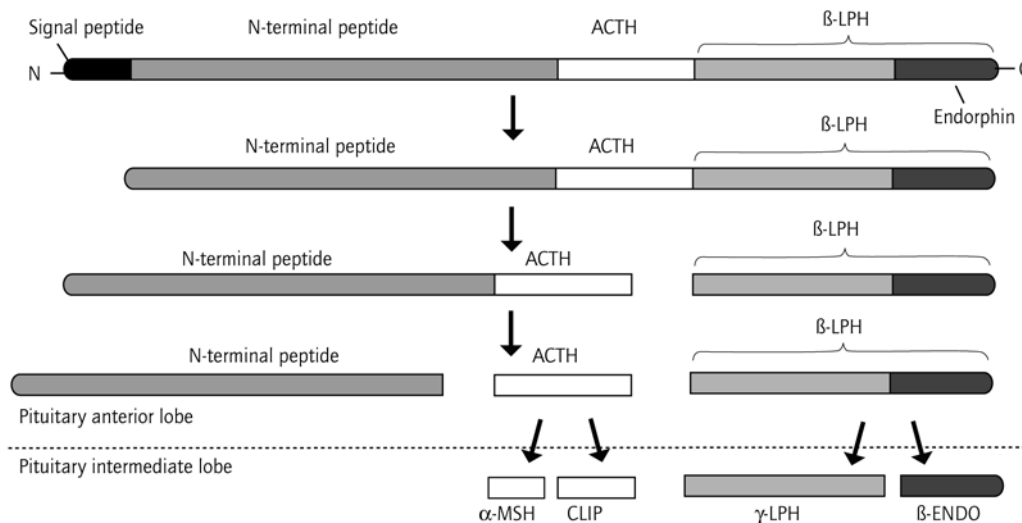 Signal peptide N-terminal peptide ACTH ß-LPH
N C
Endorphin
N-terminal peptide ACTH ß-LPH
N-terminal peptide ACTH ß-LPH
N-terminal peptide ACTH ß-LPH
Pituitary anterior lobe
Pituitary intermediate lobe
α-MSH CLIP γ-LPH ß-ENDO